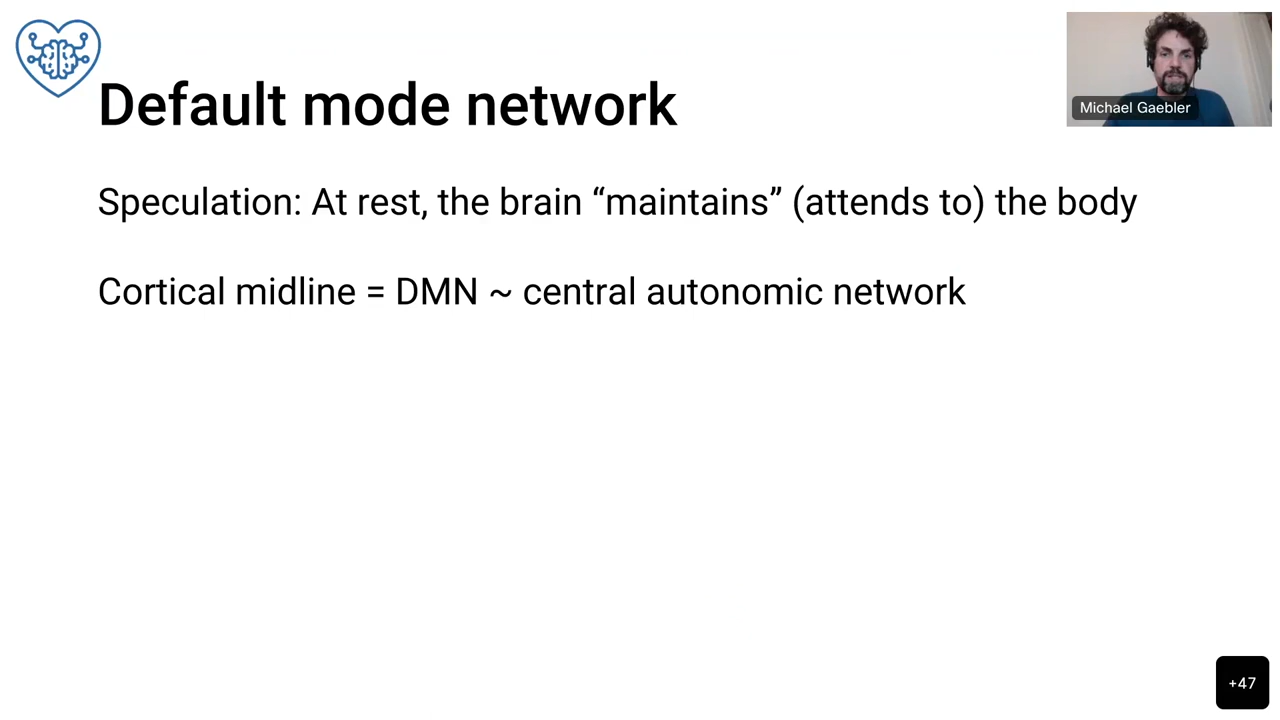 Default mode network
Michael Gaebler
Speculation: At rest, the brain “maintains” (attends to) the body
Cortical midline = DMN ~ central autonomic network
+47